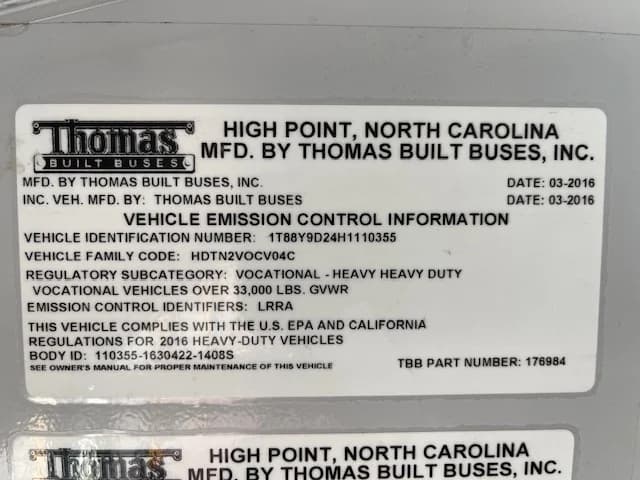 Thomas
BUILT BUSES
HIGH POINT, NORTH CAROLINA
MFD. BY THOMAS BUILT BUSES, INC.
MFD. BY THOMAS BUILT BUSES, INC. DATE: 03-2016
INC. VEH. MFD. BY: THOMAS BUILT BUSES DATE: 03-2016
VEHICLE EMISSION CONTROL INFORMATION
VEHICLE IDENTIFICATION NUMBER: 1T88Y9D24H1110355
VEHICLE FAMILY CODE: HDTN2VOCV04C
REGULATORY SUBCATEGORY: VOCATIONAL - HEAVY HEAVY DUTY
VOCATIONAL VEHICLES OVER 33,000 LBS. GVWR
EMISSION CONTROL IDENTIFIERS: LRRA
THIS VEHICLE COMPLIES WITH THE U.S. EPA AND CALIFORNIA
REGULATIONS FOR 2016 HEAVY-DUTY VEHICLES
BODY ID: 110355-1630422-1408S
SEE OWNER'S MANUAL FOR PROPER MAINTENANCE OF THIS VEHICLE
TBB PART NUMBER: 176984
Thomas
HIGH POINT, NORTH CAROLINA
MFD. BY THOMAS BUILT BUSES, INC.